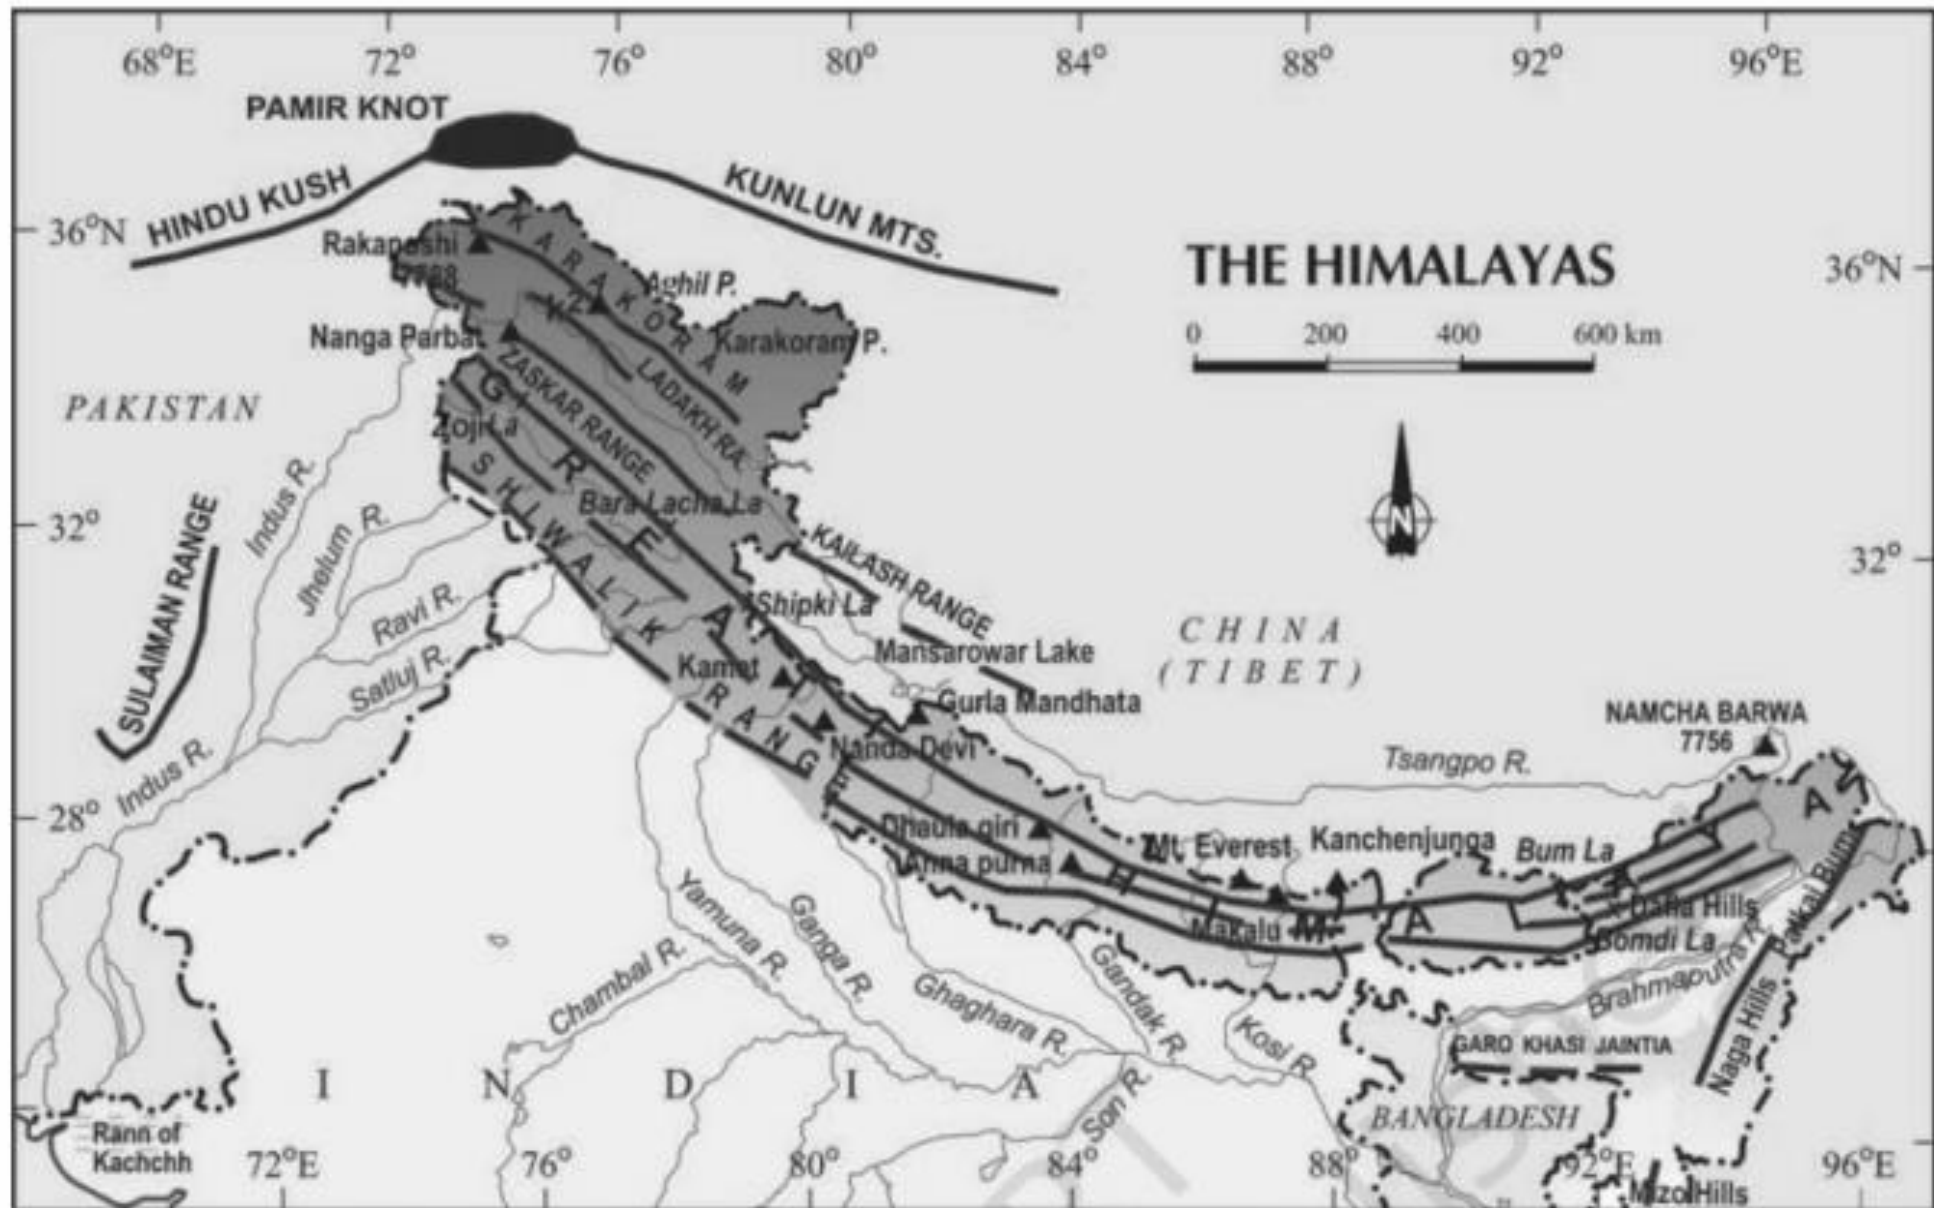 68°E 72° 76° 80° 84° 88° 92° 96°E
PAMIR KNOT
HINDU KUSH
KUNLUN MTS.
36°N
36°N
THE HIMALAYAS
0 200 400 600 km
Rakaposhi
7788
KARAKORAM
Aghil P.
K2
Karakoram P.
Nanga Parbat
LADAKH RA.
ZASKAR RANGE
PAKISTAN
Zoji La
GREAT HIMALAYA
SHIWALIK RANGE
Bara Lacha La
N
32°
32°
SULAIMAN RANGE
Indus R.
Jhelum R.
Ravi R.
Satluj R.
KAILASH RANGE
Shipki La
CHINA
(TIBET)
Mansarowar Lake
Kamet
Gurla Mandhata
Nanda Devi
NAMCHA BARWA
7756
Tsangpo R.
Indus R.
28°
Dhaula giri
Anna purna
Mt. Everest
Kanchenjunga
Bum La
Makalu
Dafla Hills
Bomdi La
Patkai Bum
Brahmaputra R.
Naga Hills
Yamuna R.
Ganga R.
Chambal R.
Ghaghara R.
Gandak R.
Kosi R.
Son R.
GARO KHASI JAINTIA
INDIA
BANGLADESH
Rann of
Kachchh
72°E 76° 80° 84° 88° 92°E 96°E
Mizo Hills